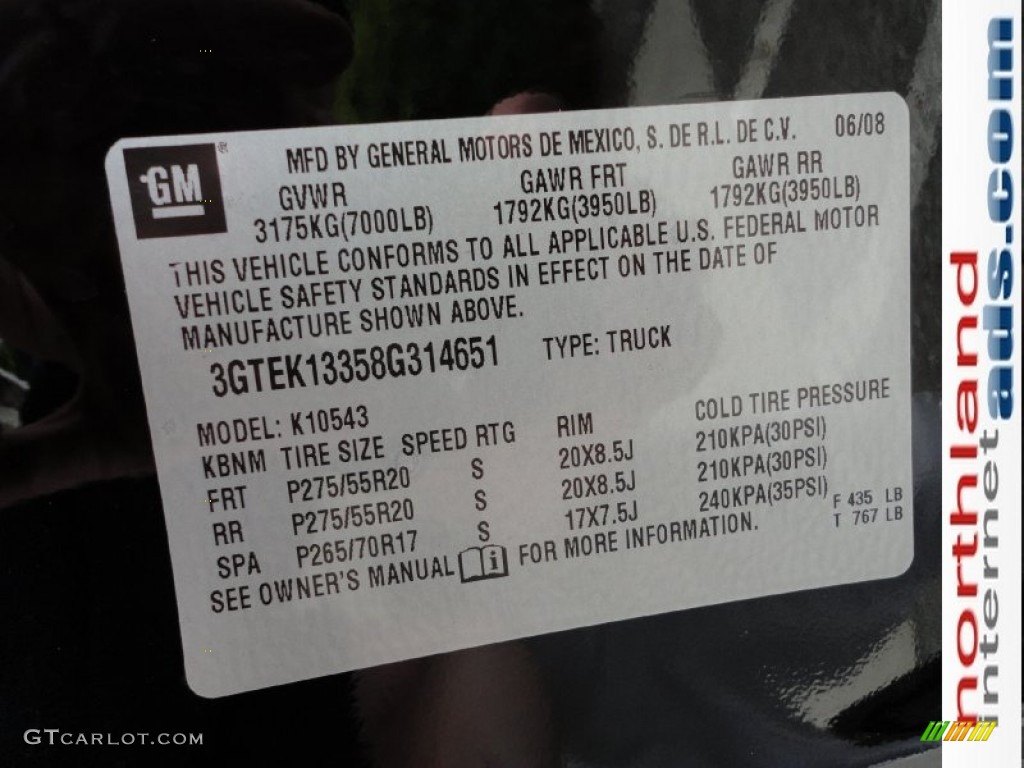 GM
MFD BY GENERAL MOTORS DE MEXICO, S. DE R.L. DE C.V. 06/08
GVWR GAWR FRT GAWR RR
3175KG(7000LB) 1792KG(3950LB) 1792KG(3950LB)
THIS VEHICLE CONFORMS TO ALL APPLICABLE U.S. FEDERAL MOTOR
VEHICLE SAFETY STANDARDS IN EFFECT ON THE DATE OF
MANUFACTURE SHOWN ABOVE.
3GTEK13358G314651 TYPE: TRUCK
MODEL: K10543
KBNM TIRE SIZE SPEED RTG RIM COLD TIRE PRESSURE
FRT P275/55R20 S 20X8.5J 210KPA(30PSI)
RR P275/55R20 S 20X8.5J 210KPA(30PSI)
SPA P265/70R17 S 17X7.5J 240KPA(35PSI)
F 435 LB
T 767 LB
SEE OWNER'S MANUAL i FOR MORE INFORMATION.
northland
internet
ads.com
GTCARLOT.COM